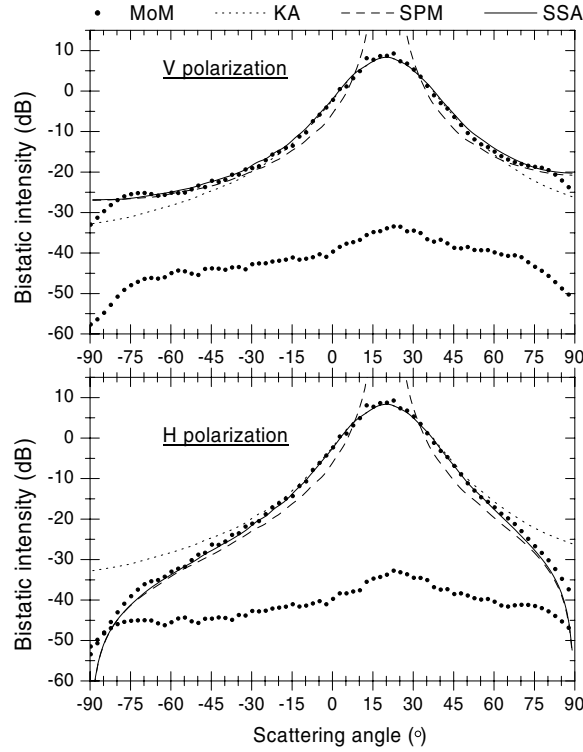 MoM KA SPM SSA
V polarization
Bistatic intensity (dB)
10
0
-10
-20
-30
-40
-50
-60
-90 -75 -60 -45 -30 -15 0 15 30 45 60 75 90
H polarization
Bistatic intensity (dB)
10
0
-10
-20
-30
-40
-50
-60
-90 -75 -60 -45 -30 -15 0 15 30 45 60 75 90
Scattering angle (º)